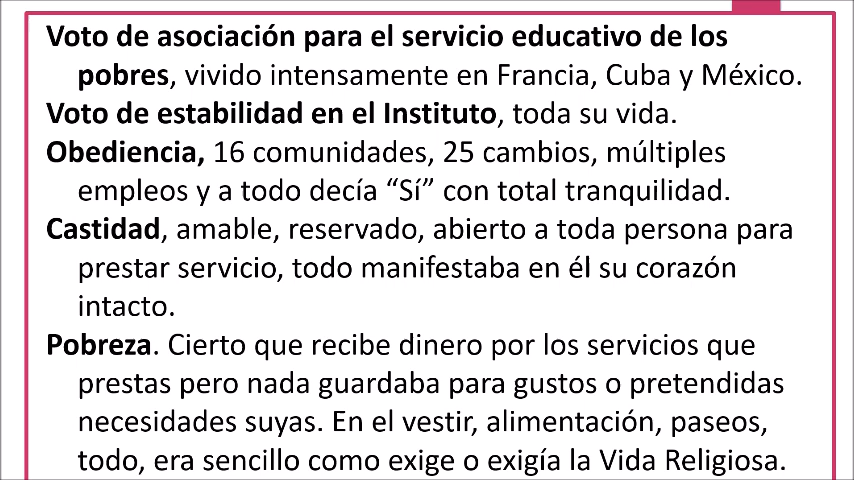 Voto de asociación para el servicio educativo de los
pobres, vivido intensamente en Francia, Cuba y México.
Voto de estabilidad en el Instituto, toda su vida.
Obediencia, 16 comunidades, 25 cambios, múltiples
empleos y a todo decía “Sí” con total tranquilidad.
Castidad, amable, reservado, abierto a toda persona para
prestar servicio, todo manifestaba en él su corazón
intacto.
Pobreza. Cierto que recibe dinero por los servicios que
prestas pero nada guardaba para gustos o pretendidas
necesidades suyas. En el vestir, alimentación, paseos,
todo, era sencillo como exige o exigía la Vida Religiosa.